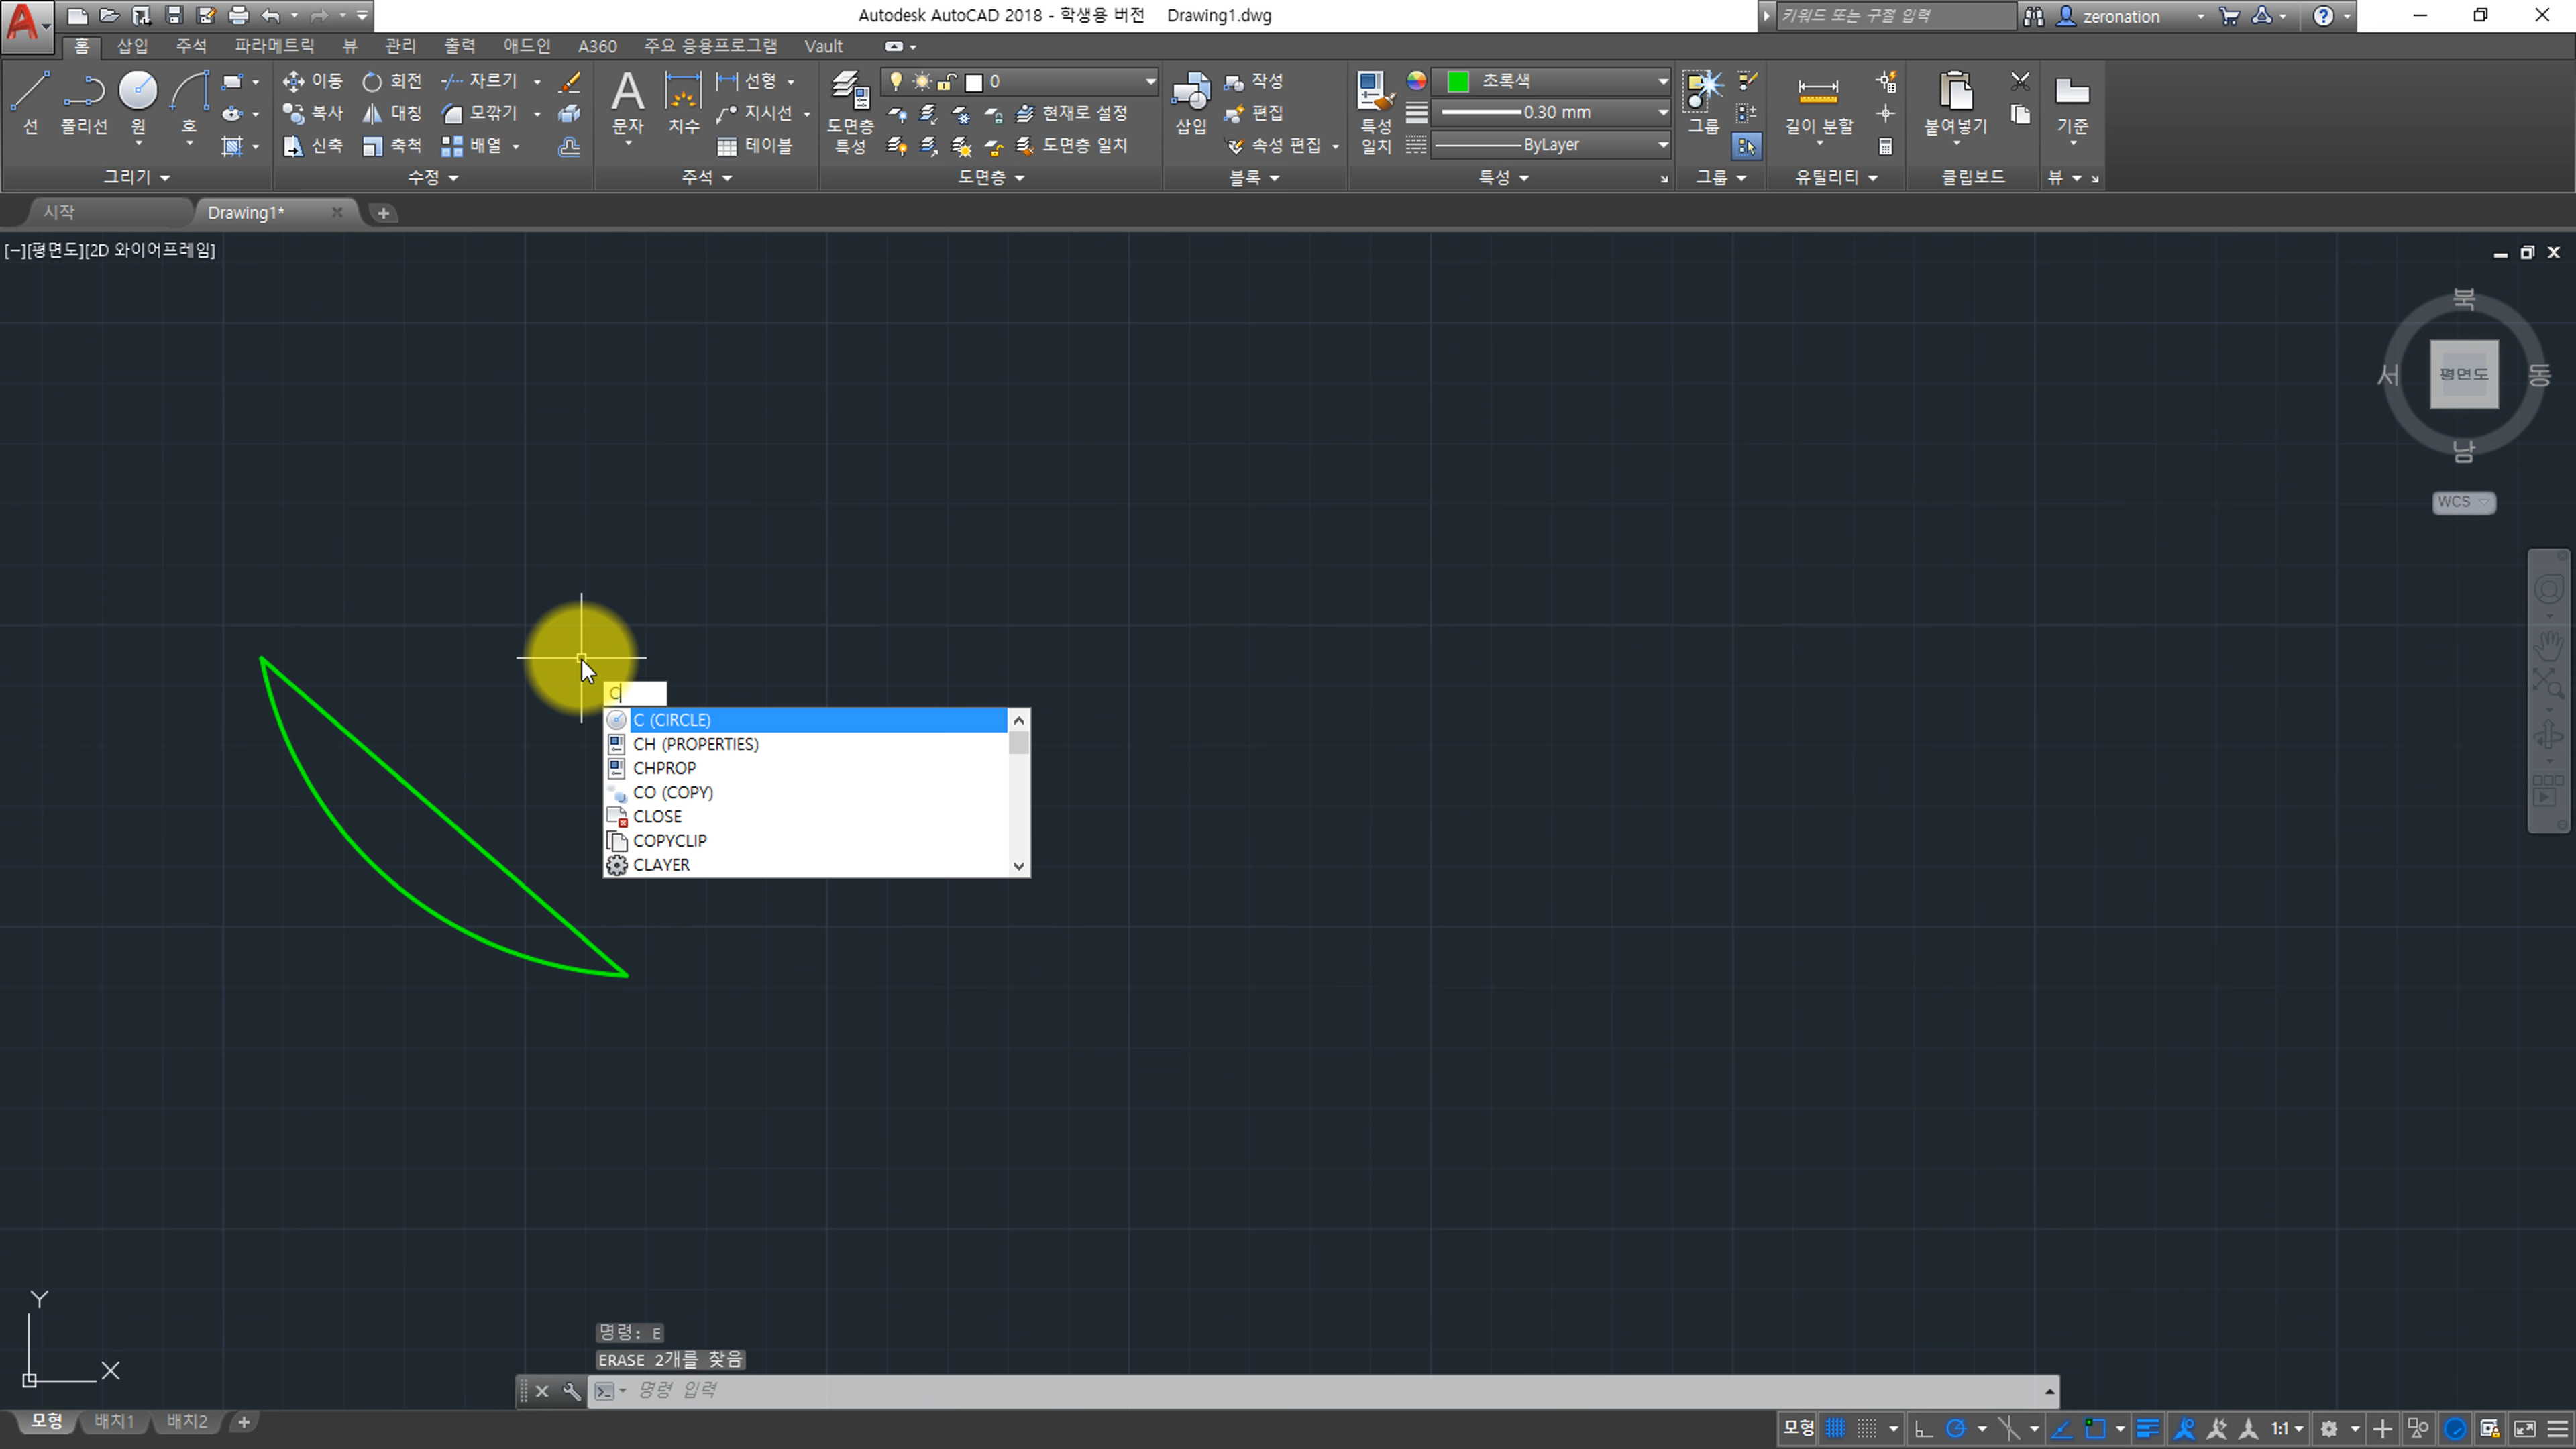 Autodesk AutoCAD 2018 - 학생용 버전 Drawing1.dwg
키워드 또는 구절 입력
zeronation
홈 삽입 주석 파라메트릭 뷰 관리 출력 애드인 A360 주요 응용프로그램 Vault
선 폴리선 원 호
이동 회전 자르기
복사 대칭 모깎기
신축 축척 배열
문자 치수
선형
지시선
테이블
도면층 특성
0
현재로 설정
도면층 일치
삽입
작성
편집
속성 편집
특성 일치
초록색
0.30 mm
ByLayer
그룹
길이 분할
붙여넣기
기준
그리기 수정 주석 도면층 블록 특성 그룹 유틸리티 클립보드 뷰
시작 Drawing1*
[−][평면도][2D 와이어프레임]
북
서 평면도 동
남
WCS
C
C (CIRCLE)
CH (PROPERTIES)
CHPROP
CO (COPY)
CLOSE
COPYCLIP
CLAYER
Y
X
명령: E
ERASE 2개를 찾음
명령 입력
모형 배치1 배치2
모형 1:1